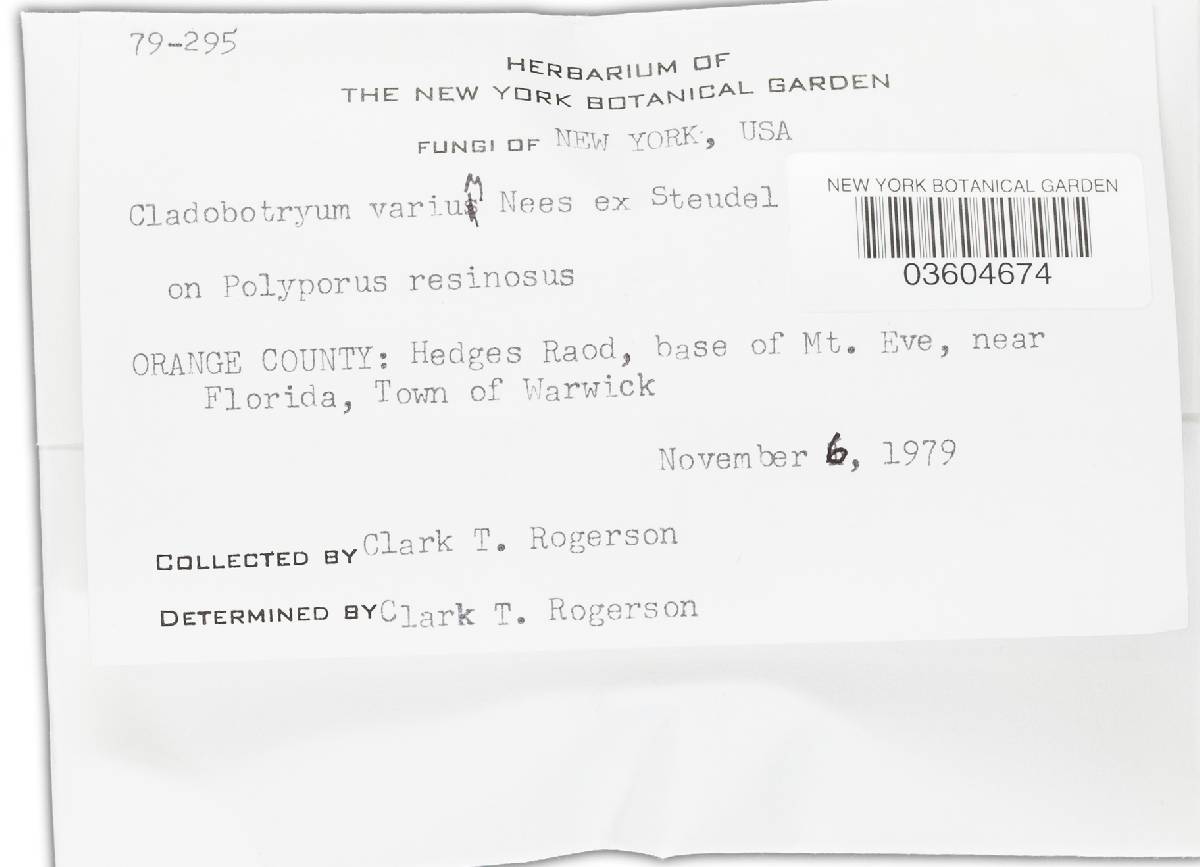 79-295
HERBARIUM OF
THE NEW YORK BOTANICAL GARDEN
FUNGI OF NEW YORK, USA
Cladobotryum varium Nees ex Steudel
NEW YORK BOTANICAL GARDEN
03604674
on Polyporus resinosus
ORANGE COUNTY: Hedges Raod, base of Mt. Eve, near
Florida, Town of Warwick
November 6, 1979
COLLECTED BY Clark T. Rogerson
DETERMINED BY Clark T. Rogerson